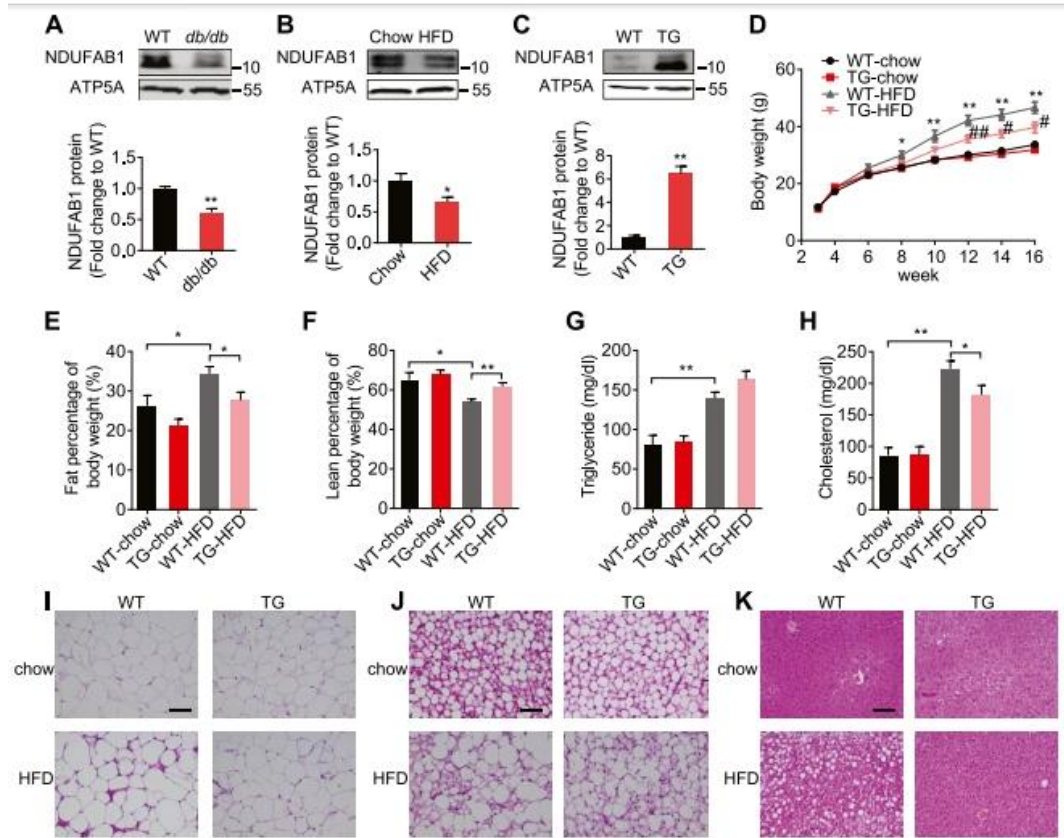 A
WT db/db
NDUFAB1
10
ATP5A
55
NDUFAB1 protein
(Fold change to WT)
1.5
1.0
0.5
0.0
**
WT
db/db
B
Chow HFD
NDUFAB1
10
ATP5A
55
NDUFAB1 protein
(Fold change to WT)
1.5
1.0
0.5
0.0
*
Chow
HFD
C
WT TG
NDUFAB1
10
ATP5A
55
NDUFAB1 protein
(Fold change to WT)
8
6
4
2
0
**
WT
TG
D
WT-chow
TG-chow
WT-HFD
TG-HFD
Body weight (g)
60
40
20
0
* ** ** ** **
## # #
2 4 6 8 10 12 14 16
week
E
Fat percentage of
body weight (%)
40
30
20
10
0
* *
WT-chow
TG-chow
WT-HFD
TG-HFD
F
Lean percentage of
body weight (%)
80
60
40
20
0
* **
WT-chow
TG-chow
WT-HFD
TG-HFD
G
Triglyceride (mg/dl)
200
150
100
50
0
**
WT-chow
TG-chow
WT-HFD
TG-HFD
H
Cholesterol (mg/dl)
250
200
150
100
50
0
** *
WT-chow
TG-chow
WT-HFD
TG-HFD
I
WT TG
chow
HFD
J
WT TG
chow
HFD
K
WT TG
chow
HFD